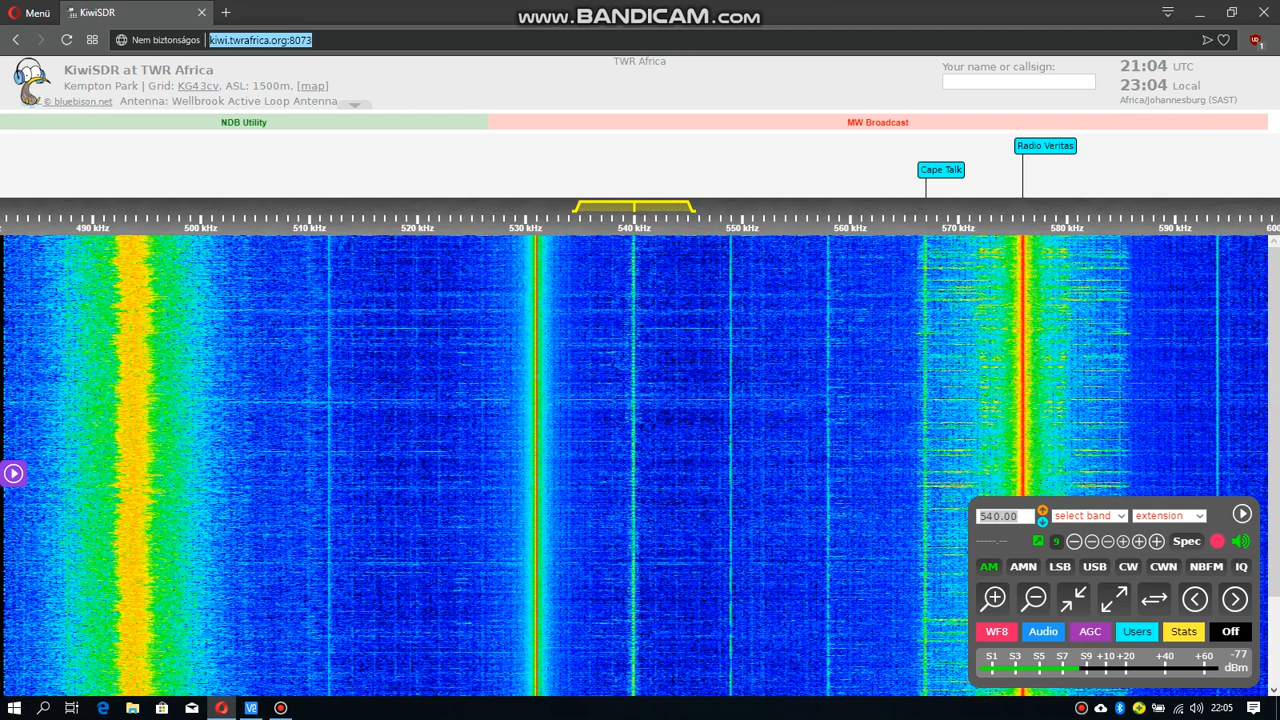 Menü
KiwiSDR
www.BANDICAM.com
Nem biztonságos
kiwi.twrafrica.org:8073
KiwiSDR at TWR Africa
Kempton Park | Grid: KG43cv, ASL: 1500m, [map]
© bluebison.net Antenna: Wellbrook Active Loop Antenna
TWR Africa
Your name or callsign:
21:04 UTC
23:04 Local
Africa/Johannesburg (SAST)
NDB Utility
MW Broadcast
Radio Veritas
Cape Talk
490 kHz 500 kHz 510 kHz 520 kHz 530 kHz 540 kHz 550 kHz 560 kHz 570 kHz 580 kHz 590 kHz 600
540.00 select band extension
9 Spec
AM AMN LSB USB CW CWN NBFM IQ
WF8 Audio AGC Users Stats Off
S1 S3 S5 S7 S9 +10 +20 +40 +60 -77
dBm
22:05